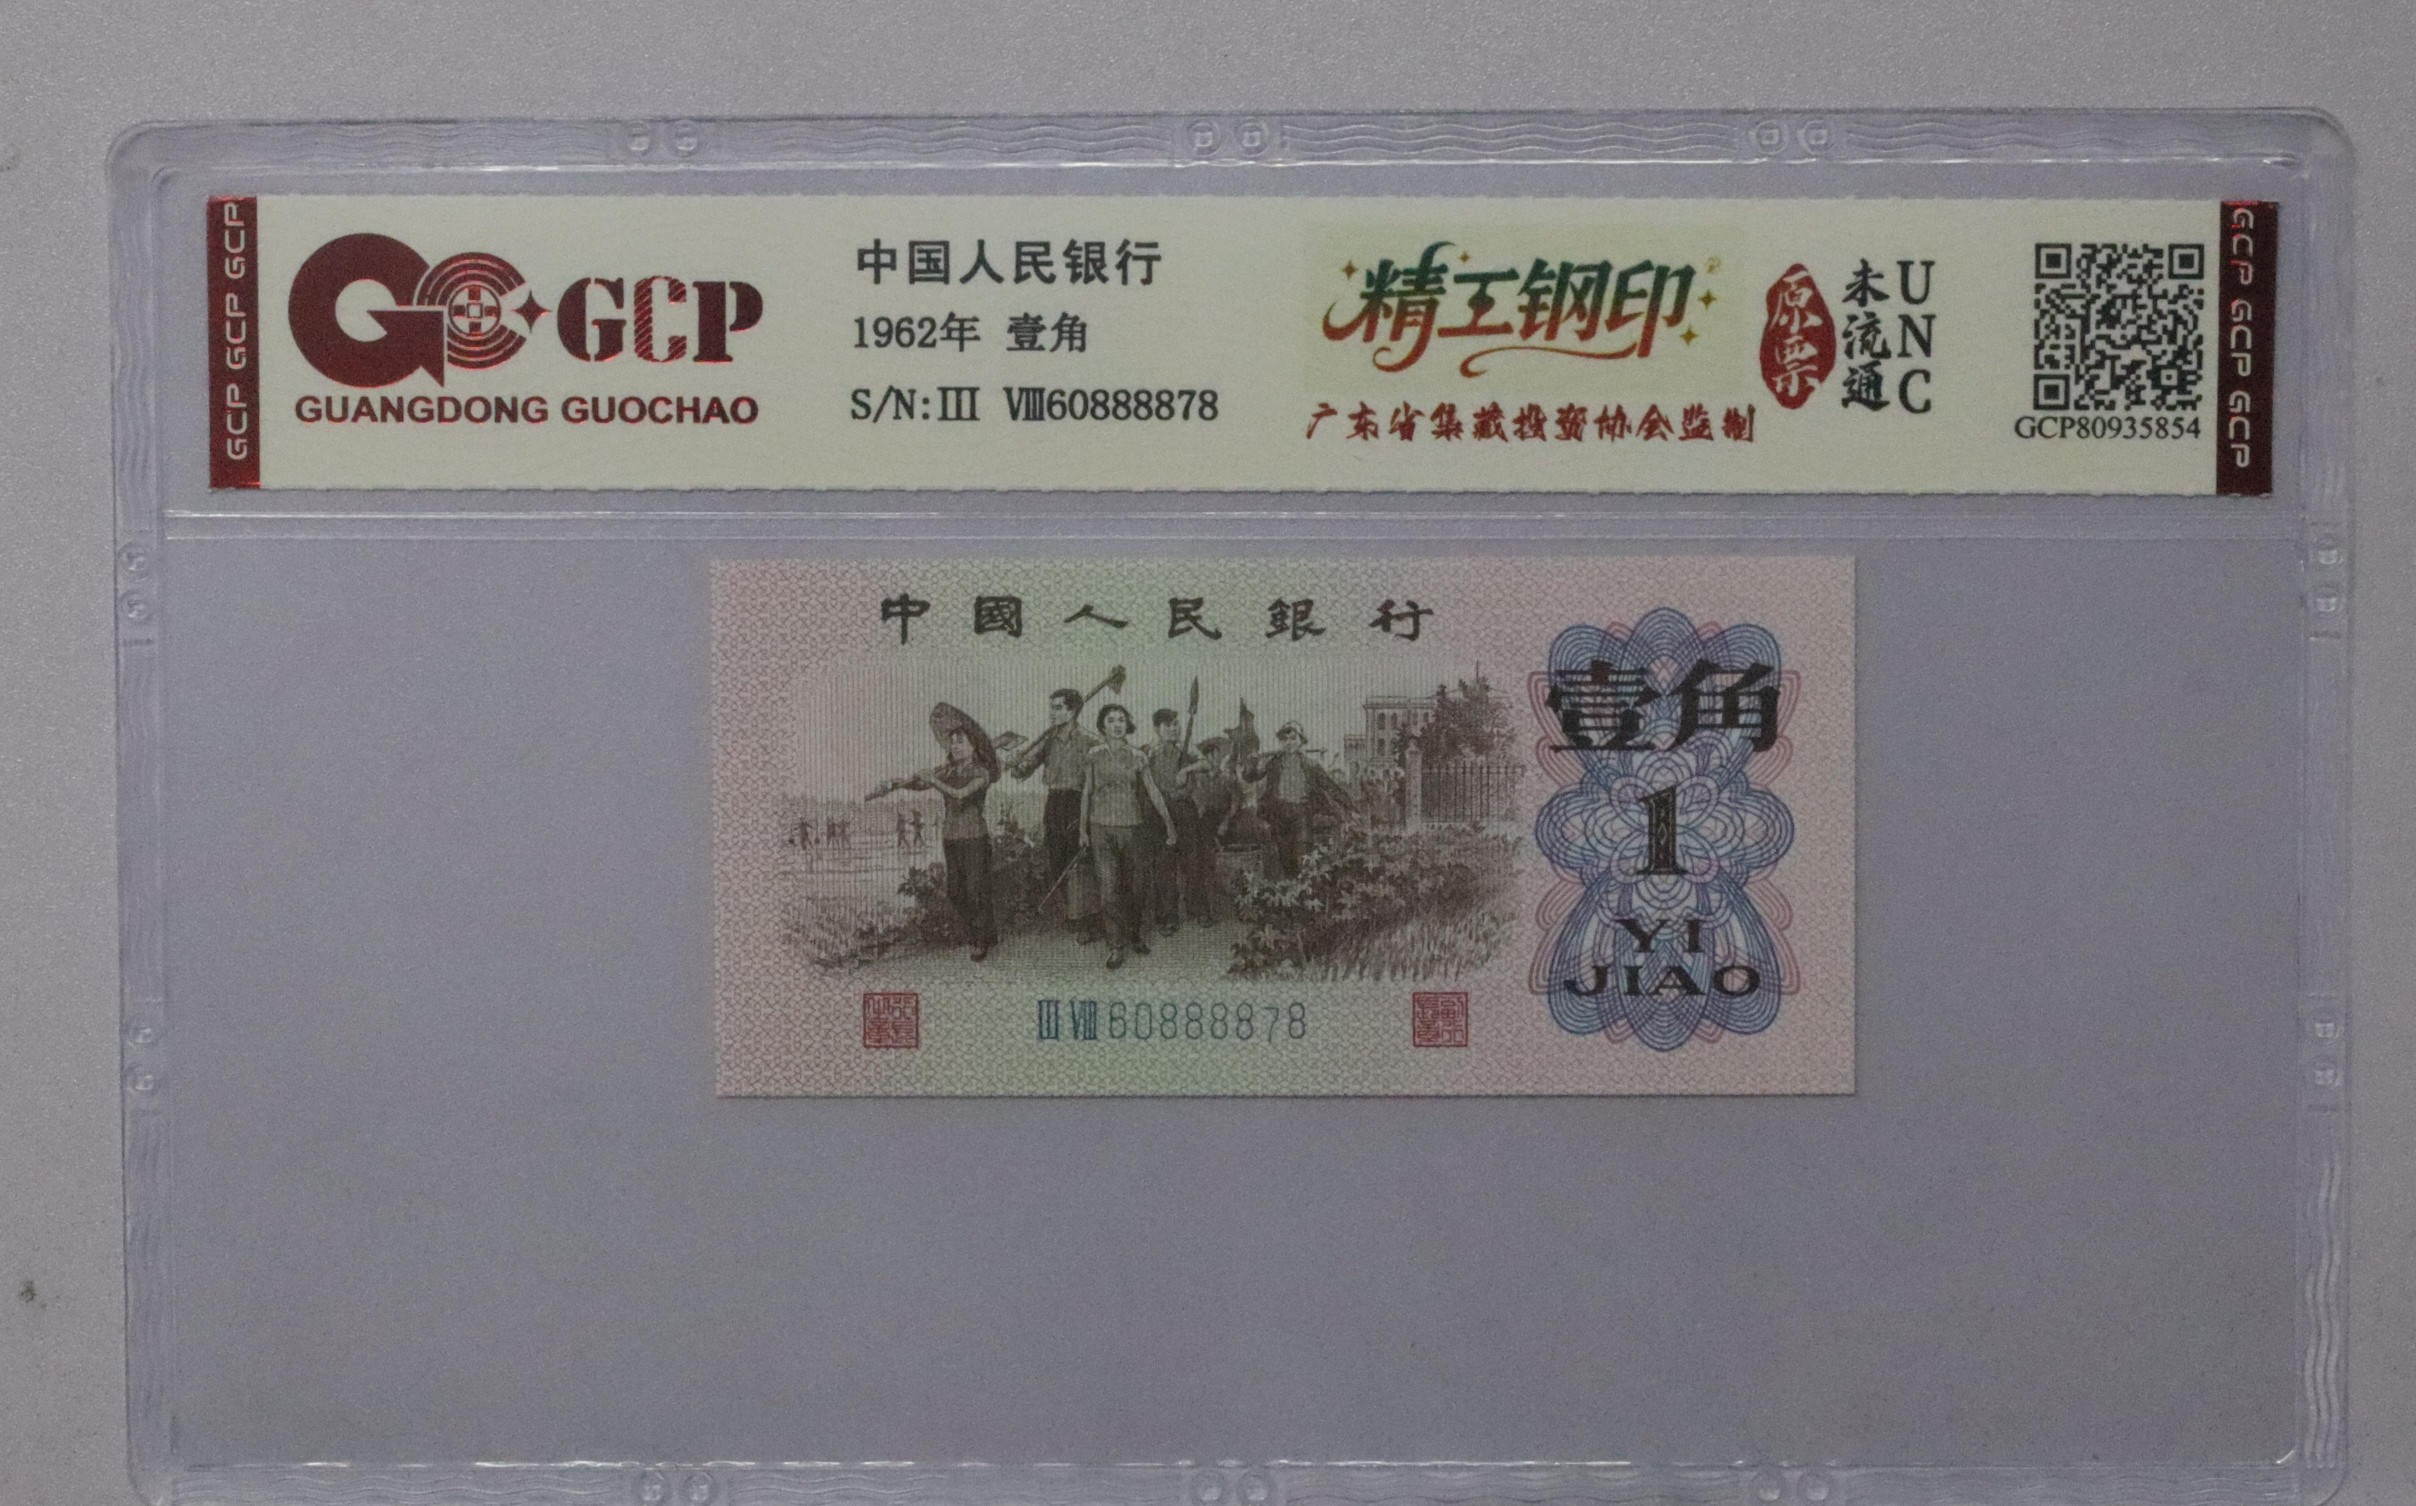 GCP GCP GCP
GCP
GUANGDONG GUOCHAO
中国人民银行
1962年 壹角
S/N:III VIII60888878
精工钢印
广东省集藏投资协会监制
原票
未流通
UNC
GCP80935854
GCP GCP GCP
中國人民銀行
壹角
1
YI
JIAO
III VIII 60888878